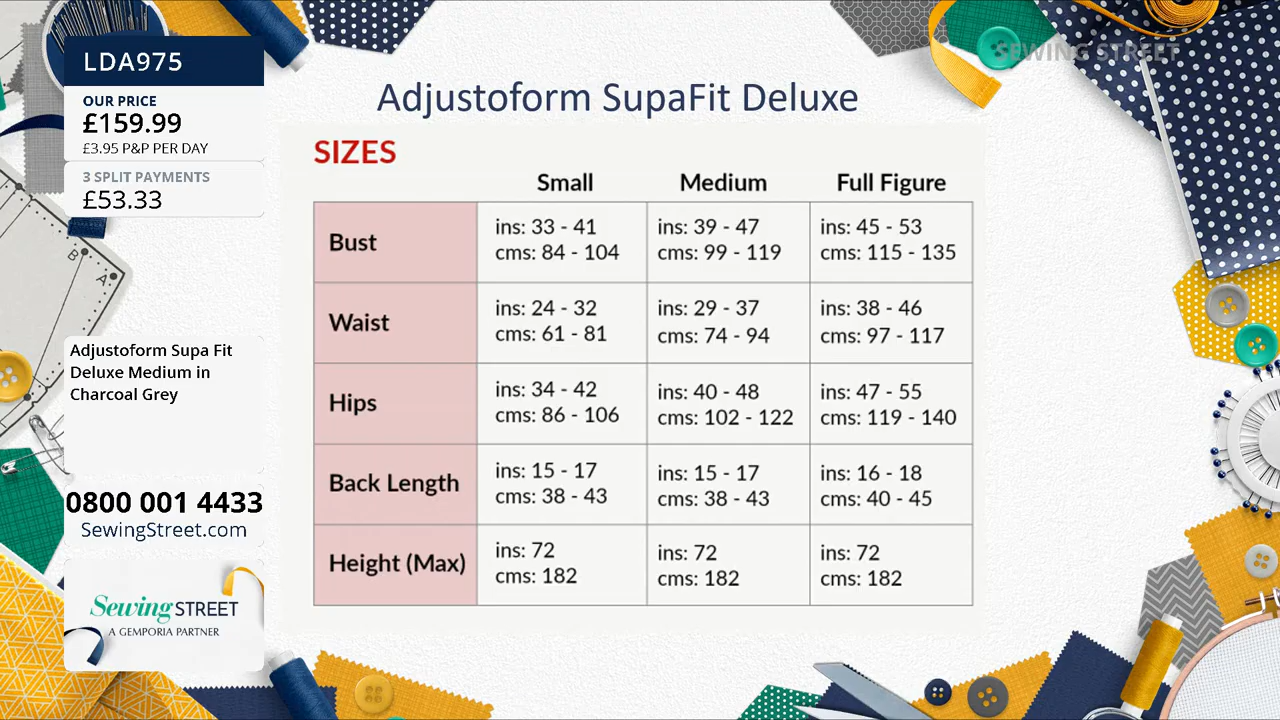 LDA975
OUR PRICE
£159.99
£3.95 P&P PER DAY
3 SPLIT PAYMENTS
£53.33
Adjustoform Supa Fit
Deluxe Medium in
Charcoal Grey
0800 001 4433
SewingStreet.com
Sewing STREET
A GEMPORIA PARTNER
SEWING STREET
Adjustoform SupaFit Deluxe
SIZES
Small Medium Full Figure
Bust
ins: 33 - 41
cms: 84 - 104
ins: 39 - 47
cms: 99 - 119
ins: 45 - 53
cms: 115 - 135
Waist
ins: 24 - 32
cms: 61 - 81
ins: 29 - 37
cms: 74 - 94
ins: 38 - 46
cms: 97 - 117
Hips
ins: 34 - 42
cms: 86 - 106
ins: 40 - 48
cms: 102 - 122
ins: 47 - 55
cms: 119 - 140
Back Length
ins: 15 - 17
cms: 38 - 43
ins: 15 - 17
cms: 38 - 43
ins: 16 - 18
cms: 40 - 45
Height (Max)
ins: 72
cms: 182
ins: 72
cms: 182
ins: 72
cms: 182
B
A